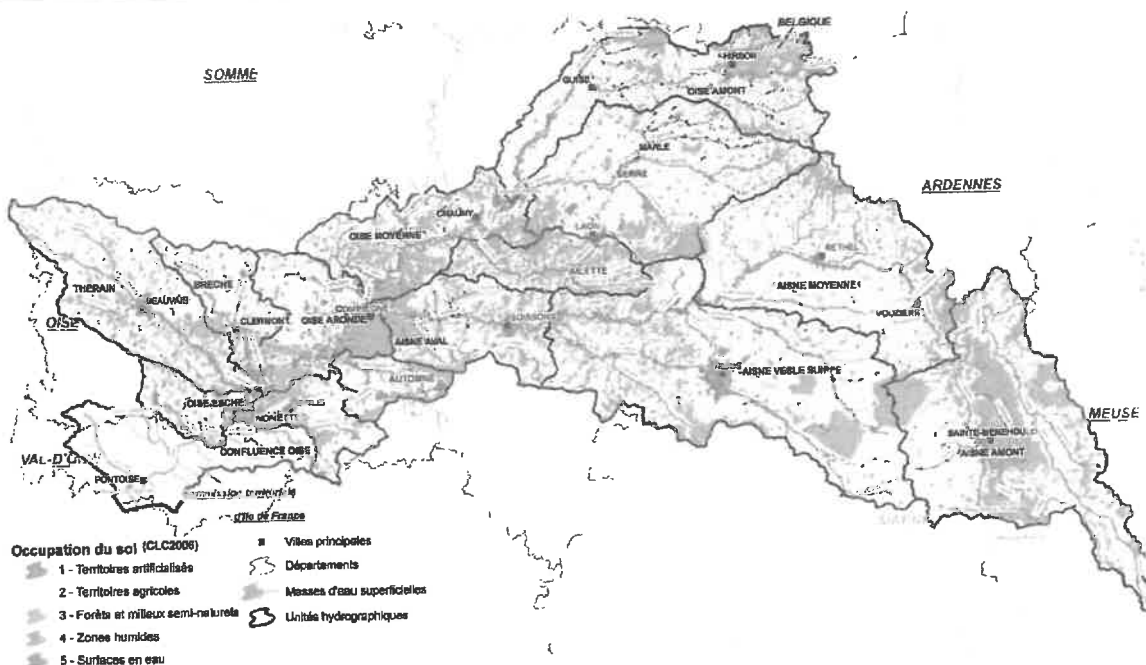 BELGIQUE
SOMME
HIRSON
GUISE
OISE AMONT
MARLE
SERRE
ARDENNES
CHAUNY
OISE MOYENNE
LAON
RETHEL
AILETTE
BRECHE
THERAIN
AISNE MOYENNE
BEAUVAIS
CLERMONT
OISE ARONDE
SOISSONS
VOUZIERS
OISE
AISNE AVAL
REIMS
AISNE VESLE SUIPPE
AUTOMNE
OISE ESCHE
NONETTE
MEUSE
SAINTE-MENEHOULD
CONFLUENCE OISE
AISNE AMONT
VAL-D'OISE
PONTOISE
d'Ile de France
Occupation du sol (CLC2006)
1 - Territoires artificialisés
2 - Territoires agricoles
3 - Forêts et milieux semi-naturels
4 - Zones humides
5 - Surfaces en eau
Villes principales
Départements
Masses d'eau superficielles
Unités hydrographiques